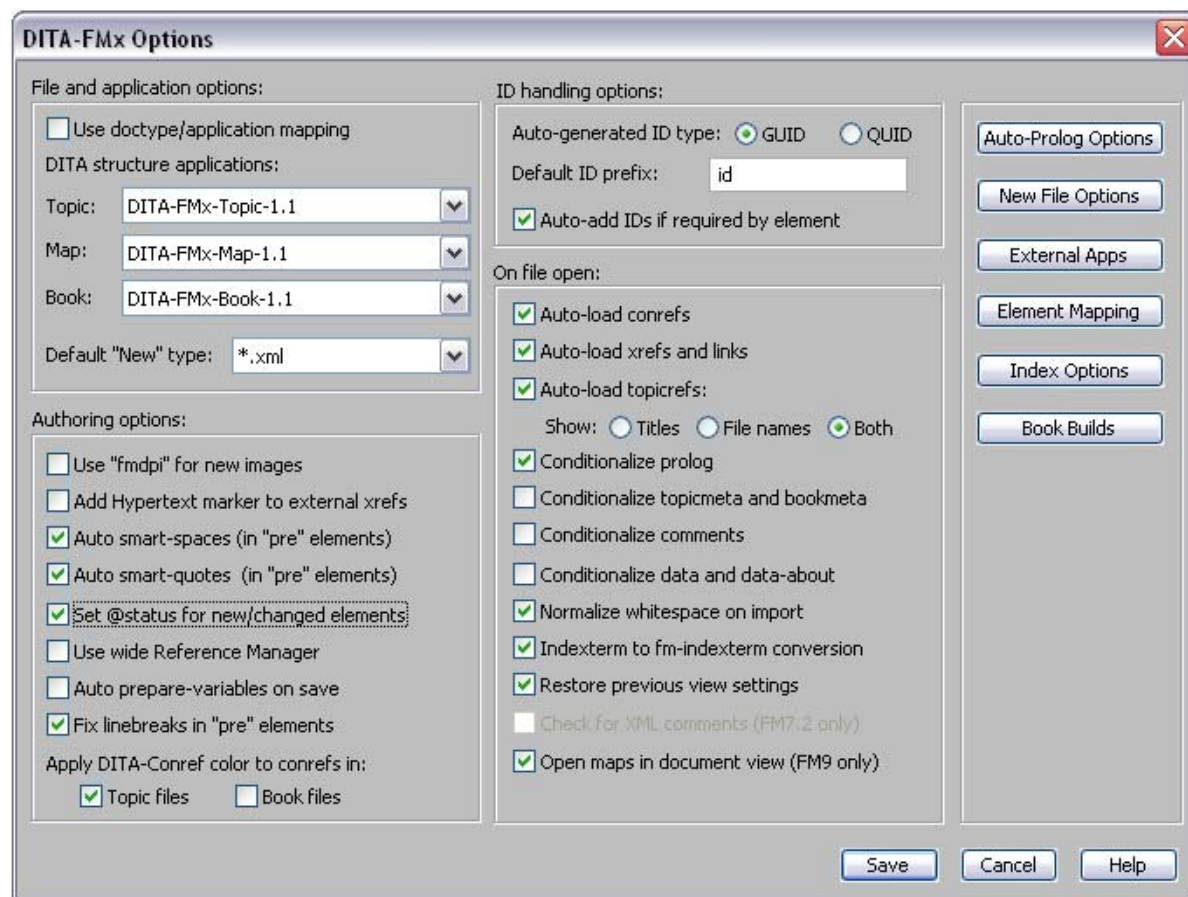 DITA-FMx Options
File and application options:
Use doctype/application mapping
DITA structure applications:
Topic: DITA-FMx-Topic-1.1
Map: DITA-FMx-Map-1.1
Book: DITA-FMx-Book-1.1
Default "New" type: *.xml
Authoring options:
Use "fmdpi" for new images
Add Hypertext marker to external xrefs
Auto smart-spaces (in "pre" elements)
Auto smart-quotes (in "pre" elements)
Set @status for new/changed elements
Use wide Reference Manager
Auto prepare-variables on save
Fix linebreaks in "pre" elements
Apply DITA-Conref color to conrefs in:
Topic files Book files
ID handling options:
Auto-generated ID type: GUID QUID
Default ID prefix: id
Auto-add IDs if required by element
On file open:
Auto-load conrefs
Auto-load xrefs and links
Auto-load topicrefs:
Show: Titles File names Both
Conditionalize prolog
Conditionalize topicmeta and bookmeta
Conditionalize comments
Conditionalize data and data-about
Normalize whitespace on import
Indexterm to fm-indexterm conversion
Restore previous view settings
Check for XML comments (FM7.2 only)
Open maps in document view (FM9 only)
Auto-Prolog Options
New File Options
External Apps
Element Mapping
Index Options
Book Builds
Save Cancel Help